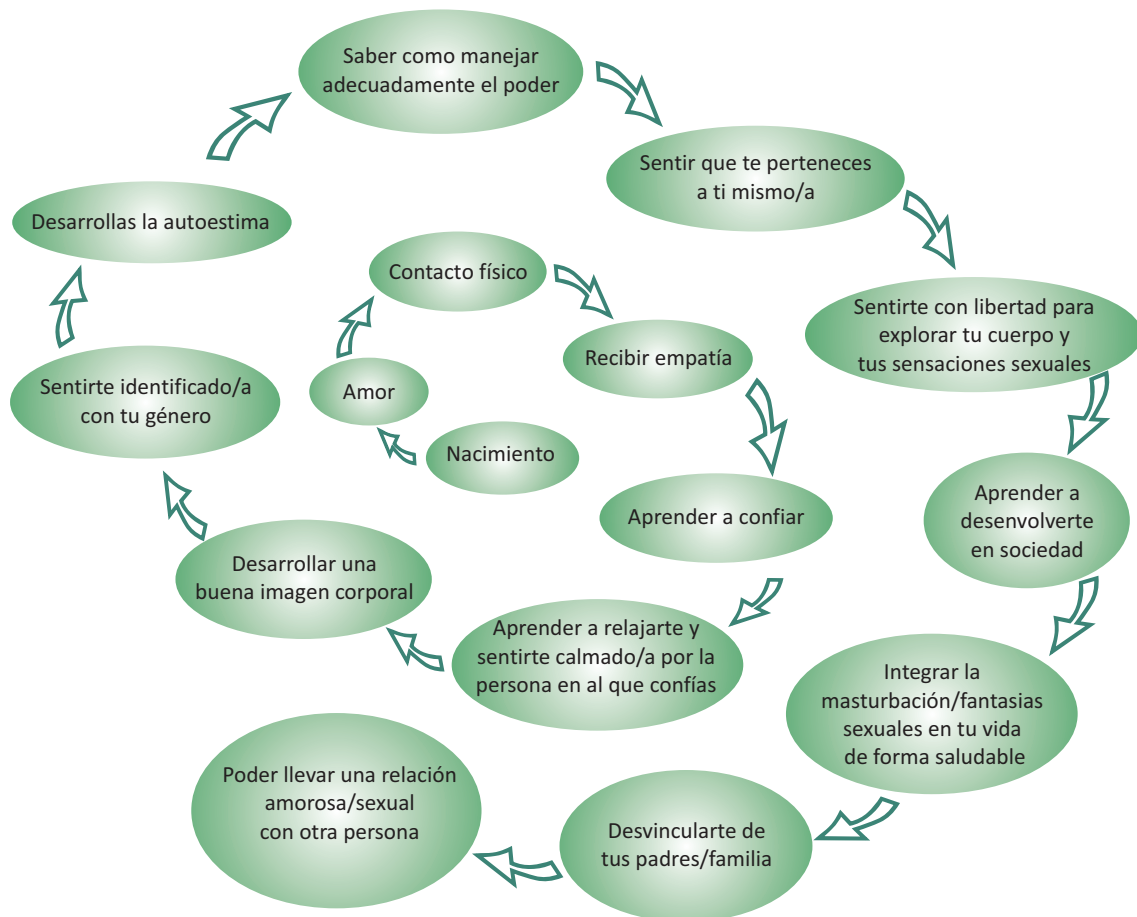 Saber como manejar
adecuadamente el poder
Sentir que te perteneces
a ti mismo/a
Desarrollas la autoestima
Contacto físico
Sentirte con libertad para
explorar tu cuerpo y
tus sensaciones sexuales
Recibir empatía
Sentirte identificado/a
con tu género
Amor
Nacimiento
Aprender a confiar
Aprender a
desenvolverte
en sociedad
Desarrollar una
buena imagen corporal
Aprender a relajarte y
sentirte calmado/a por la
persona en al que confías
Integrar la
masturbación/fantasias
sexuales en tu vida
de forma saludable
Poder llevar una relación
amorosa/sexual
con otra persona
Desvincularte de
tus padres/familia